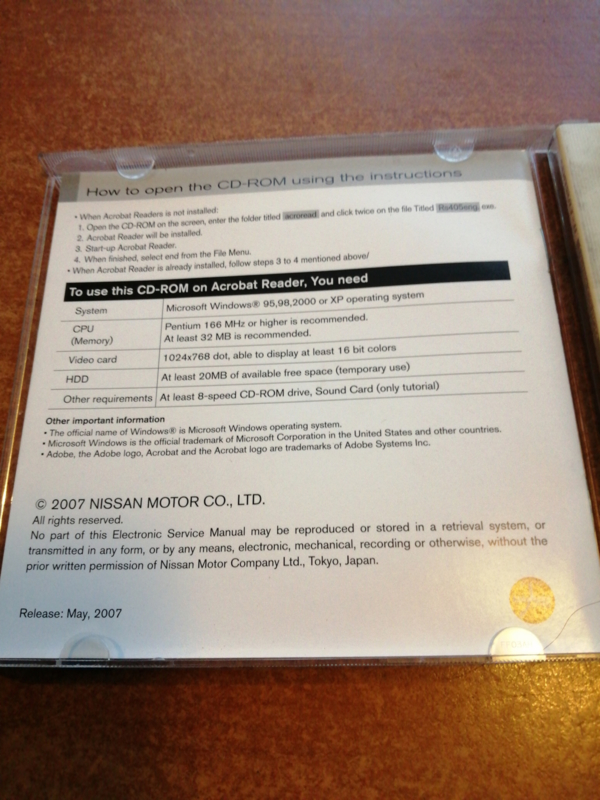 How to open the CD-ROM using the instructions
• When Acrobat Readers is not installed:
1. Open the CD-ROM on the screen, enter the folder titled acroread and click twice on the file Titled Rs405eng exe.
2. Acrobat Reader will be installed.
3. Start-up Acrobat Reader.
4. When finished, select end from the File Menu.
• When Acrobat Reader is already installed, follow steps 3 to 4 mentioned above/
To use this CD-ROM on Acrobat Reader, You need
System Microsoft Windows® 95,98,2000 or XP operating system
CPU Pentium 166 MHz or higher is recommended.
(Memory) At least 32 MB is recommended.
Video card 1024x768 dot, able to display at least 16 bit colors
HDD At least 20MB of available free space (temporary use)
Other requirements At least 8-speed CD-ROM drive, Sound Card (only tutorial)
Other important information
• The official name of Windows® is Microsoft Windows operating system.
• Microsoft Windows is the official trademark of Microsoft Corporation in the United States and other countries.
• Adobe, the Adobe logo, Acrobat and the Acrobat logo are trademarks of Adobe Systems Inc.
© 2007 NISSAN MOTOR CO., LTD.
All rights reserved.
No part of this Electronic Service Manual may be reproduced or stored in a retrieval system, or
transmitted in any form, or by any means, electronic, mechanical, recording or otherwise, without the
prior written permission of Nissan Motor Company Ltd., Tokyo, Japan.
Release: May, 2007